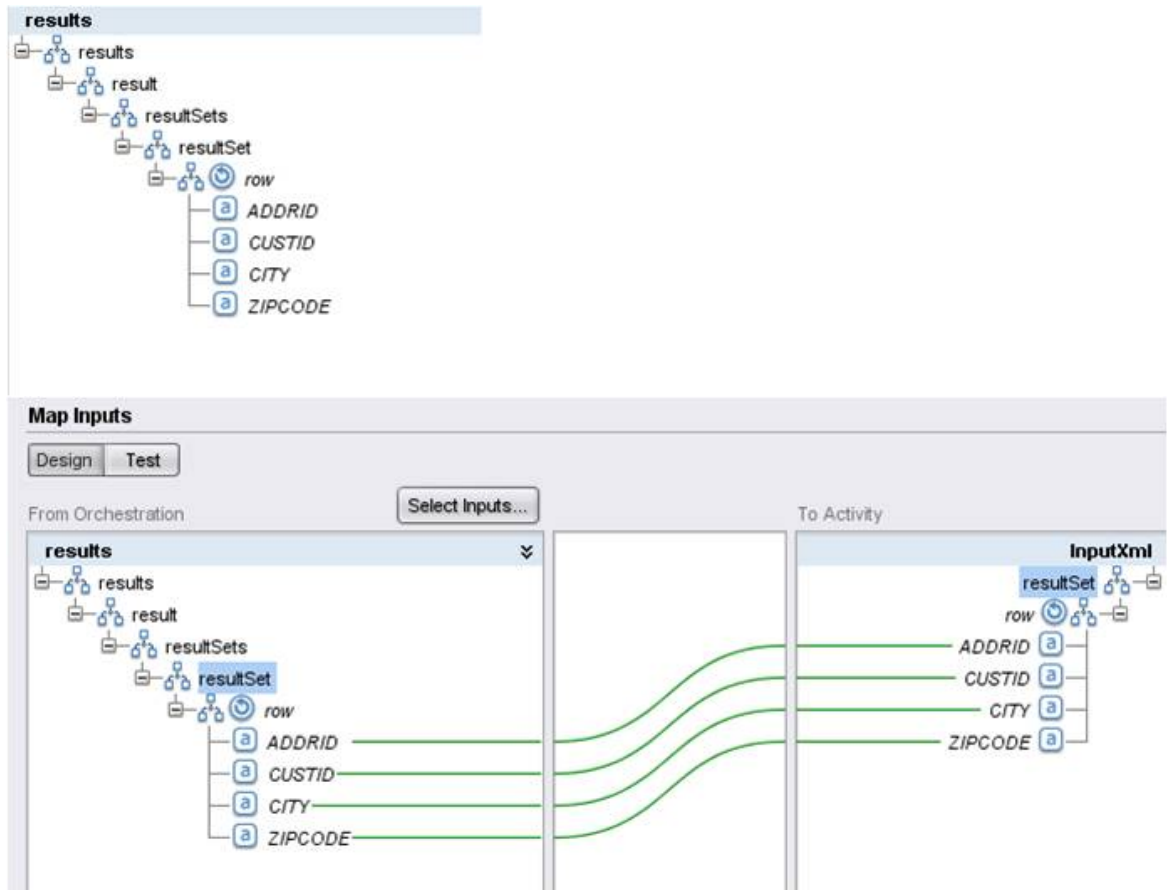 results
results
result
resultSets
resultSet
row
a ADDRID
a CUSTID
a CITY
a ZIPCODE
Map Inputs
Design Test
From Orchestration Select Inputs... To Activity
results InputXml
results resultSet
result row
resultSets ADDRID a
resultSet CUSTID a
row CITY a
a ADDRID ZIPCODE a
a CUSTID
a CITY
a ZIPCODE